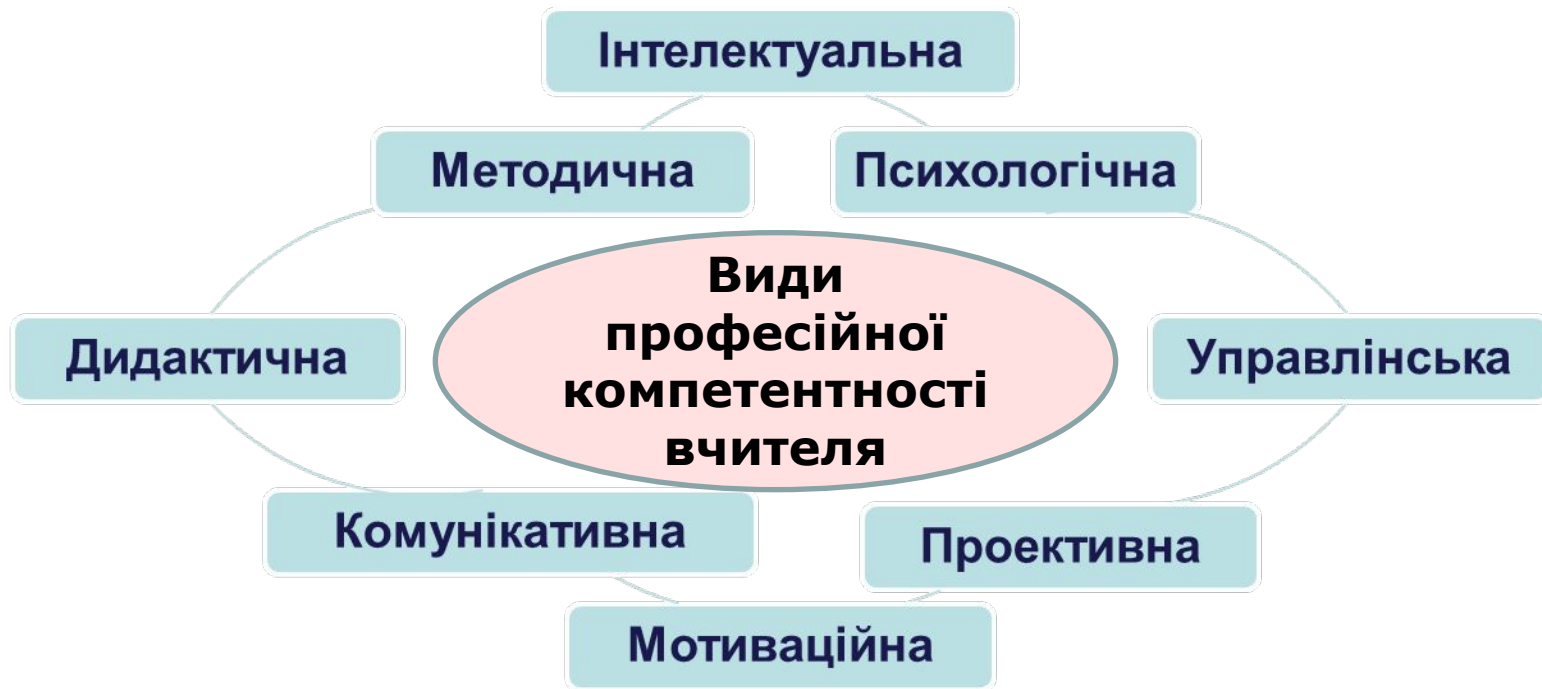 Інтелектуальна
Методична
Психологічна
Види
професійної
компетентності
вчителя
Дидактична
Управлінська
Комунікативна
Проективна
Мотиваційна